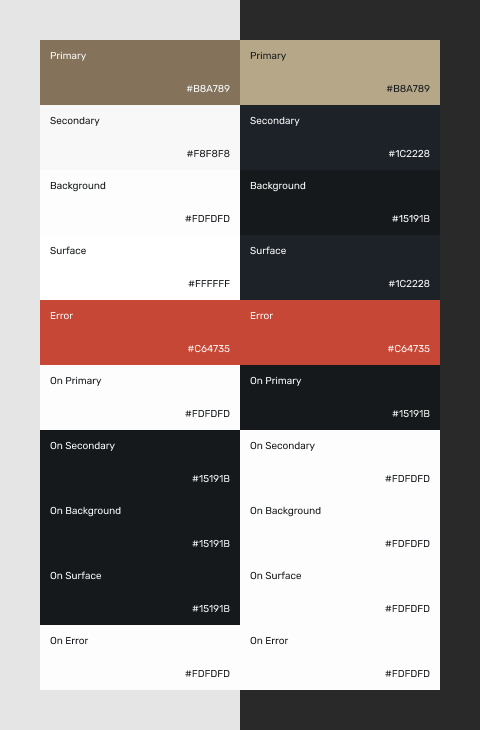 Primary
#B8A789
Secondary
#F8F8F8
Background
#FDFDFD
Surface
#FFFFFF
Error
#C64735
On Primary
#FDFDFD
On Secondary
#15191B
On Background
#15191B
On Surface
#15191B
On Error
#FDFDFD
Primary
#B8A789
Secondary
#1C2228
Background
#15191B
Surface
#1C2228
Error
#C64735
On Primary
#15191B
On Secondary
#FDFDFD
On Background
#FDFDFD
On Surface
#FDFDFD
On Error
#FDFDFD